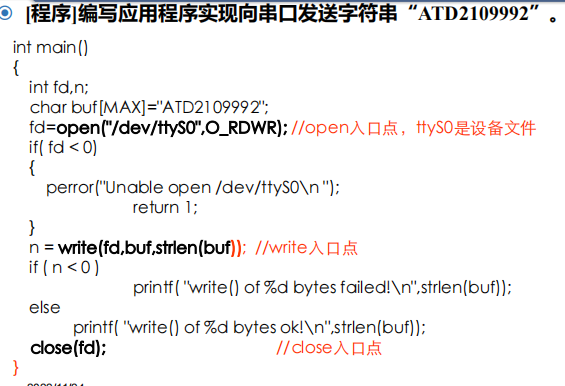 |程序|编写应用程序实现向串口发送字符串“ATD2109992”。
int main()
{
int fd,n;
char buf[MAX]="ATD2109992";
fd=open("/dev/ttyS0",O_RDWR); //open入口点，ttyS0是设备文件
if( fd < 0)
{
perror("Unable open /dev/ttyS0\n ");
return 1;
}
n = write(fd,buf,strlen(buf)); //write入口点
if ( n < 0 )
printf( "write() of %d bytes failed!\n",strlen(buf));
else
printf( "write() of %d bytes ok!\n",strlen(buf));
close(fd); //close入口点
}